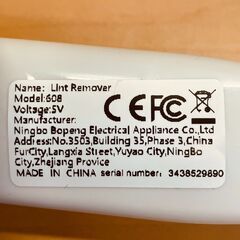 Name: Lint Remover
Model:608
Voltage:5V
Manufacturer:
Ningbo Bopeng Electrical Appliance Co,Ltd
Address:No.3503,Building 35,Phase 3,China
FurCity,Langxia Street,Yuyao City,NingBo
City,Zhejiang Provice
MADE IN CHINA serial number: 3438529890
CE FC